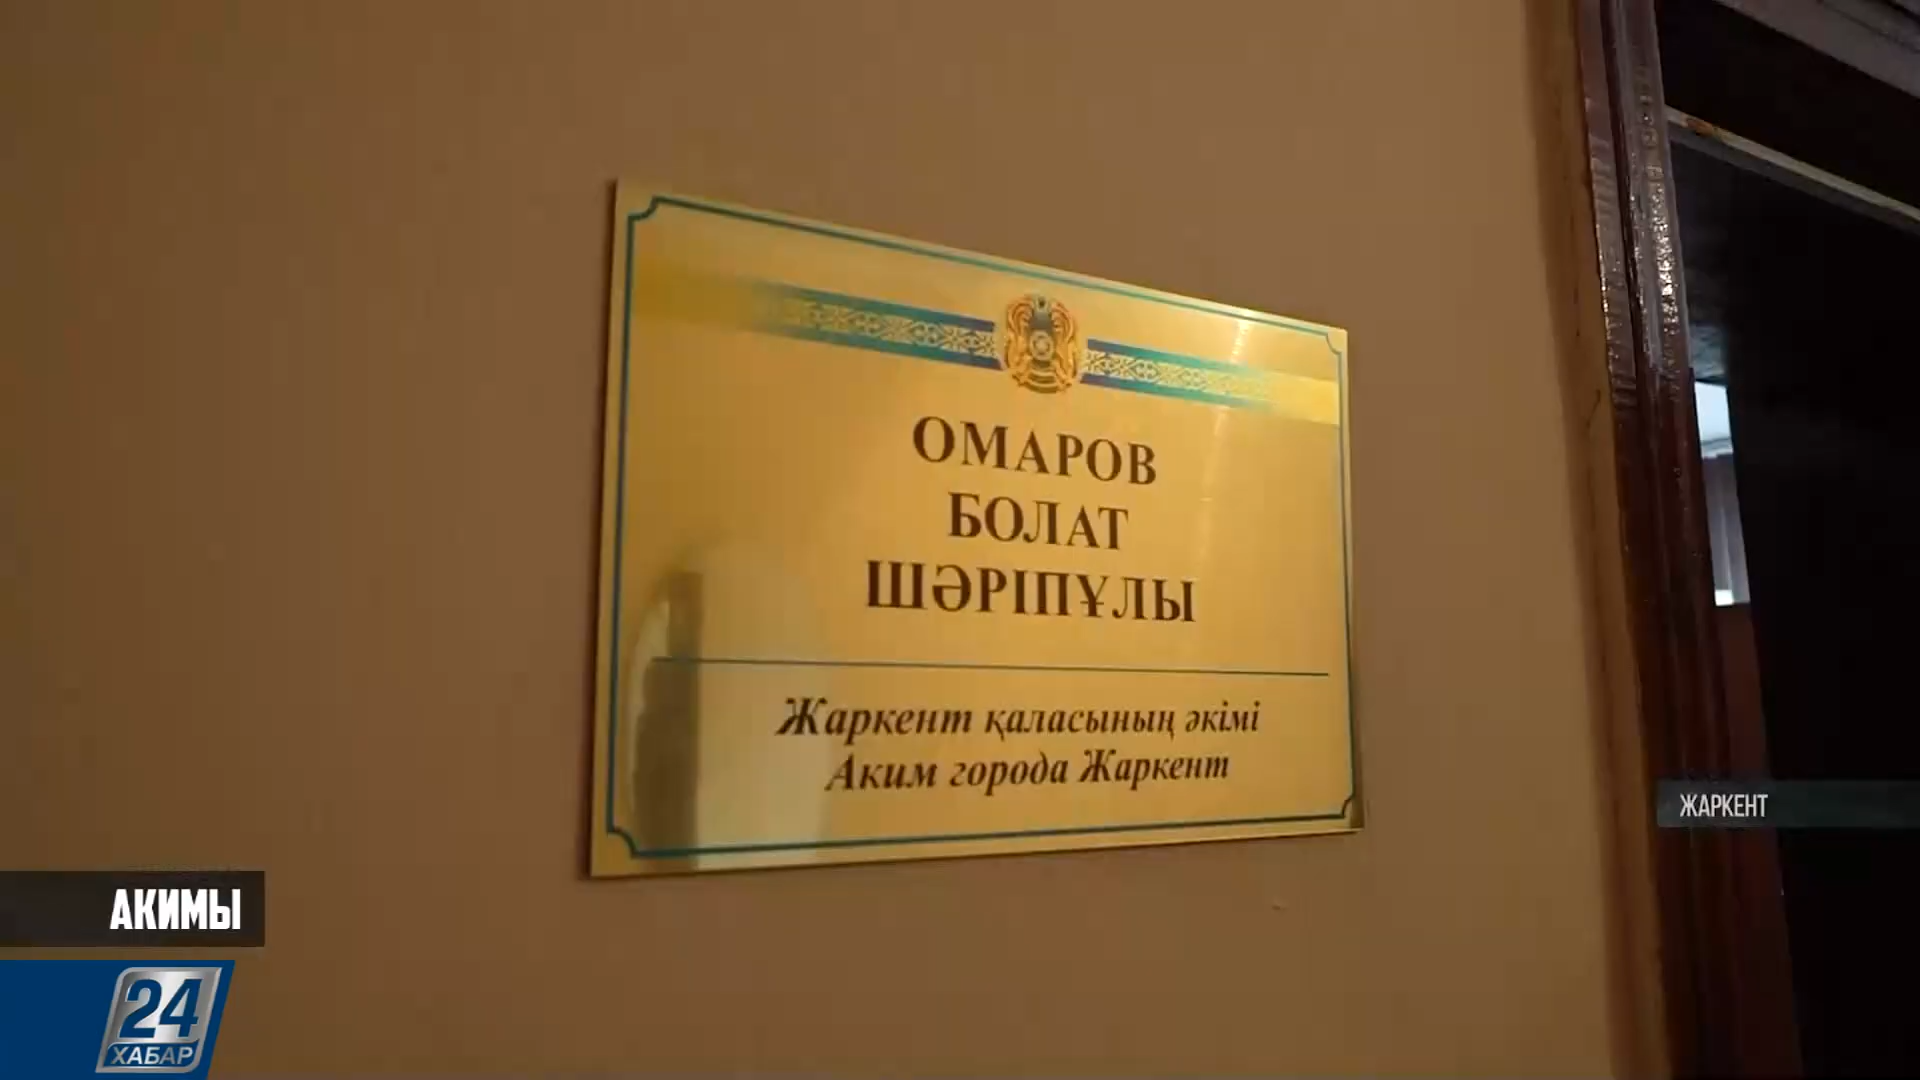 ОМАРОВ
БОЛАТ
ШӘРІПҰЛЫ
Жаркент қаласының әкімі
Аким города Жаркент
ЖАРКЕНТ
АКИМЫ
24
ХАБАР